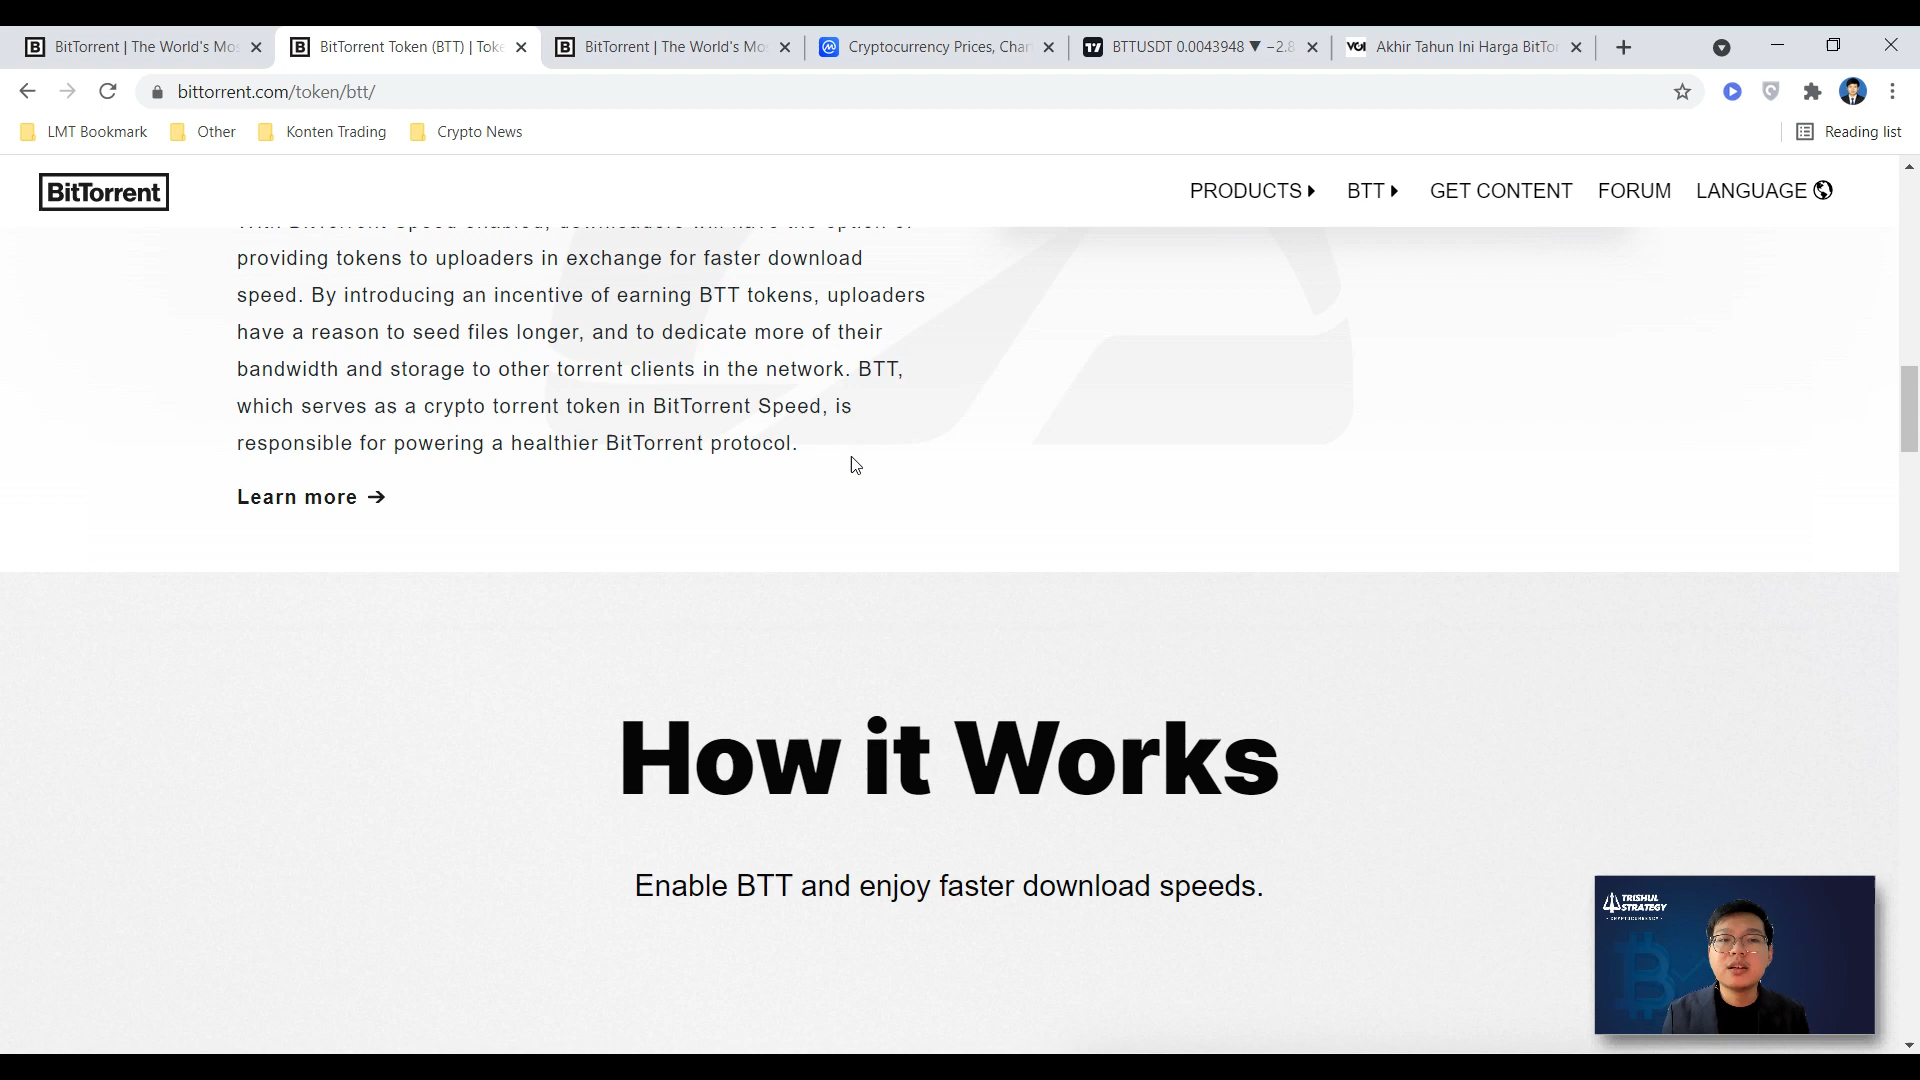 BitTorrent | The World's Mos
BitTorrent Token (BTT) | Toke
BitTorrent | The World's Mo
Cryptocurrency Prices, Char
BTTUSDT 0.0043948 ▼ −2.8
VOI
Akhir Tahun Ini Harga BitTor
bittorrent.com/token/btt/
LMT Bookmark
Other
Konten Trading
Crypto News
Reading list
BitTorrent
PRODUCTS
BTT
GET CONTENT
FORUM
LANGUAGE
With BitTorrent Speed enabled, downloaders will have the option of
providing tokens to uploaders in exchange for faster download
speed. By introducing an incentive of earning BTT tokens, uploaders
have a reason to seed files longer, and to dedicate more of their
bandwidth and storage to other torrent clients in the network. BTT,
which serves as a crypto torrent token in BitTorrent Speed, is
responsible for powering a healthier BitTorrent protocol.
Learn more →
How it Works
Enable BTT and enjoy faster download speeds.
TRISHUL
STRATEGY
- CRYPTOCURRENCY -